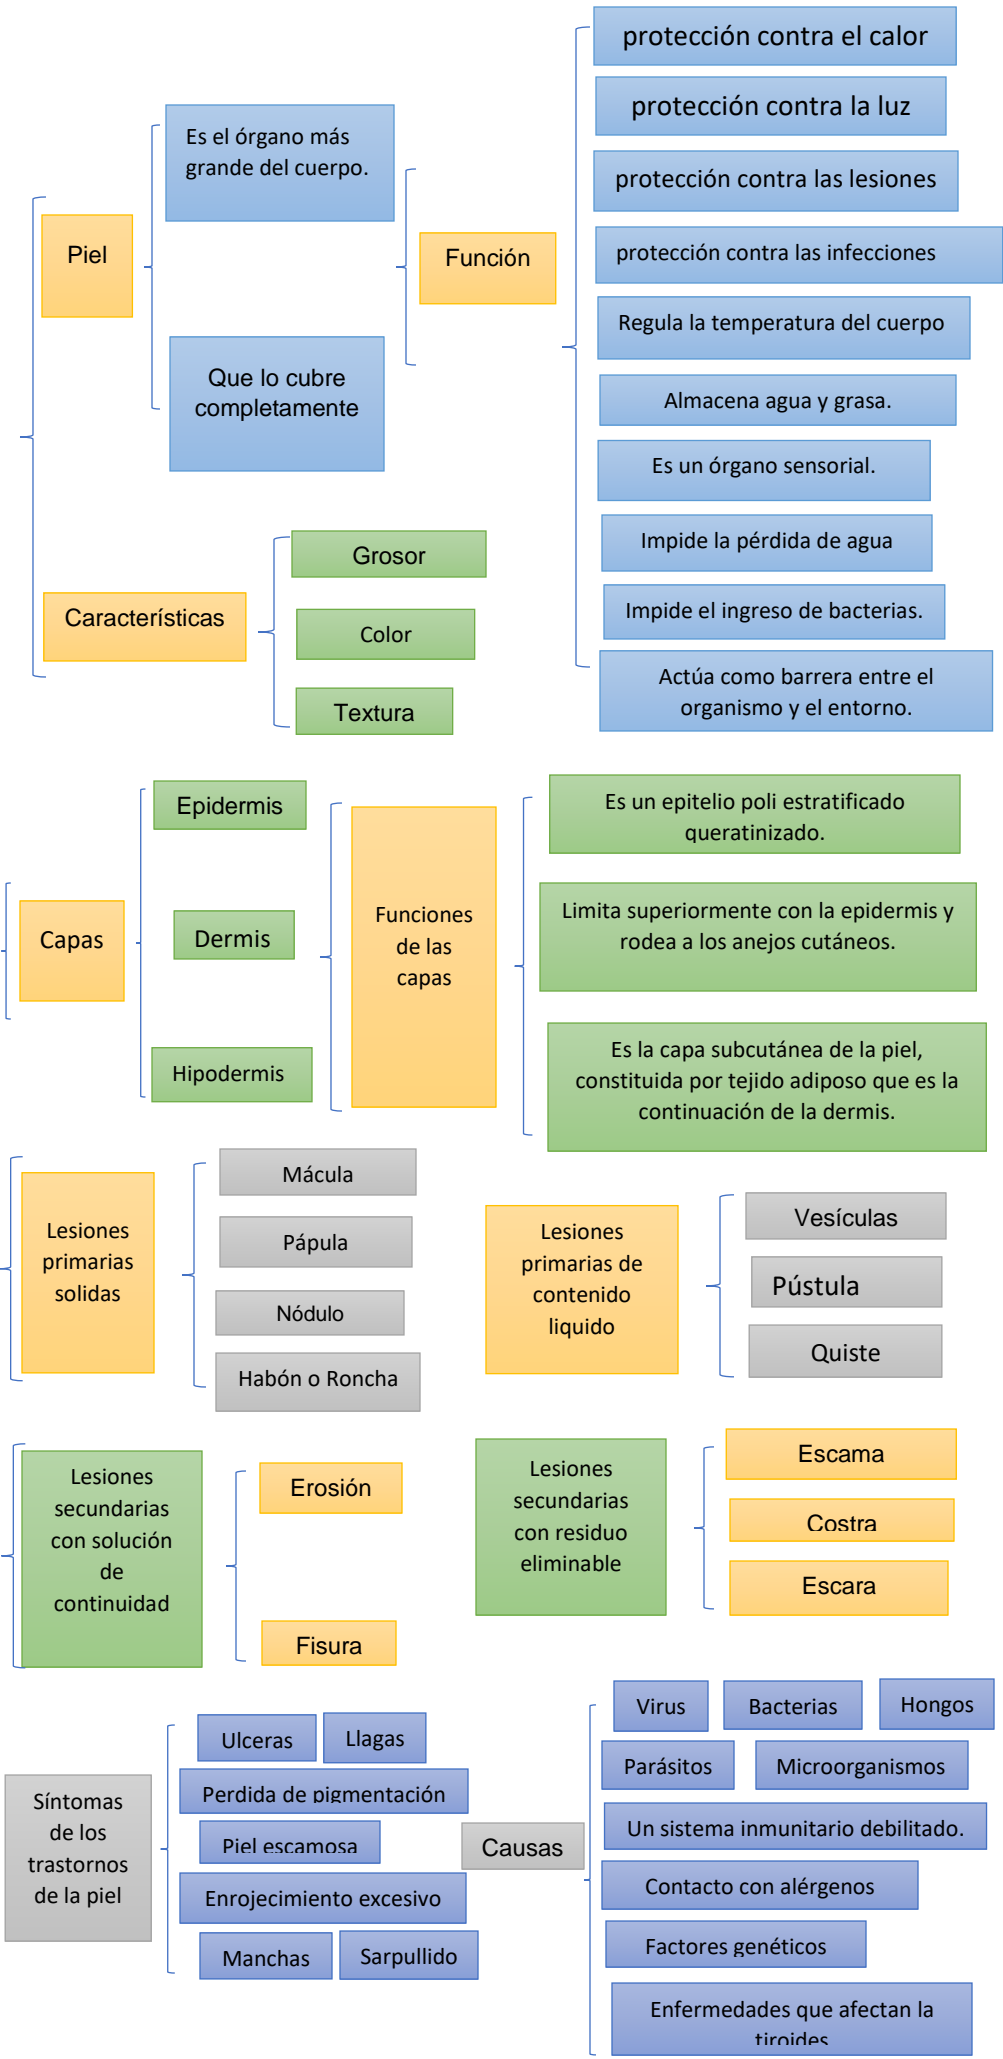 Piel
Es el órgano más
grande del cuerpo.
Que lo cubre
completamente
Función
protección contra el calor
protección contra la luz
protección contra las lesiones
protección contra las infecciones
Regula la temperatura del cuerpo
Almacena agua y grasa.
Es un órgano sensorial.
Impide la pérdida de agua
Impide el ingreso de bacterias.
Actúa como barrera entre el
organismo y el entorno.
Características
Grosor
Color
Textura
Capas
Epidermis
Dermis
Hipodermis
Funciones
de las
capas
Es un epitelio poli estratificado
queratinizado.
Limita superiormente con la epidermis y
rodea a los anejos cutáneos.
Es la capa subcutánea de la piel,
constituida por tejido adiposo que es la
continuación de la dermis.
Lesiones
primarias
solidas
Mácula
Pápula
Nódulo
Habón o Roncha
Lesiones
primarias de
contenido
liquido
Vesículas
Pústula
Quiste
Lesiones
secundarias
con solución
de
continuidad
Erosión
Fisura
Lesiones
secundarias
con residuo
eliminable
Escama
Costra
Escara
Síntomas
de los
trastornos
de la piel
Ulceras
Llagas
Perdida de pigmentación
Piel escamosa
Enrojecimiento excesivo
Manchas
Sarpullido
Causas
Virus
Bacterias
Hongos
Parásitos
Microorganismos
Un sistema inmunitario debilitado.
Contacto con alérgenos
Factores genéticos
Enfermedades que afectan la
tiroides